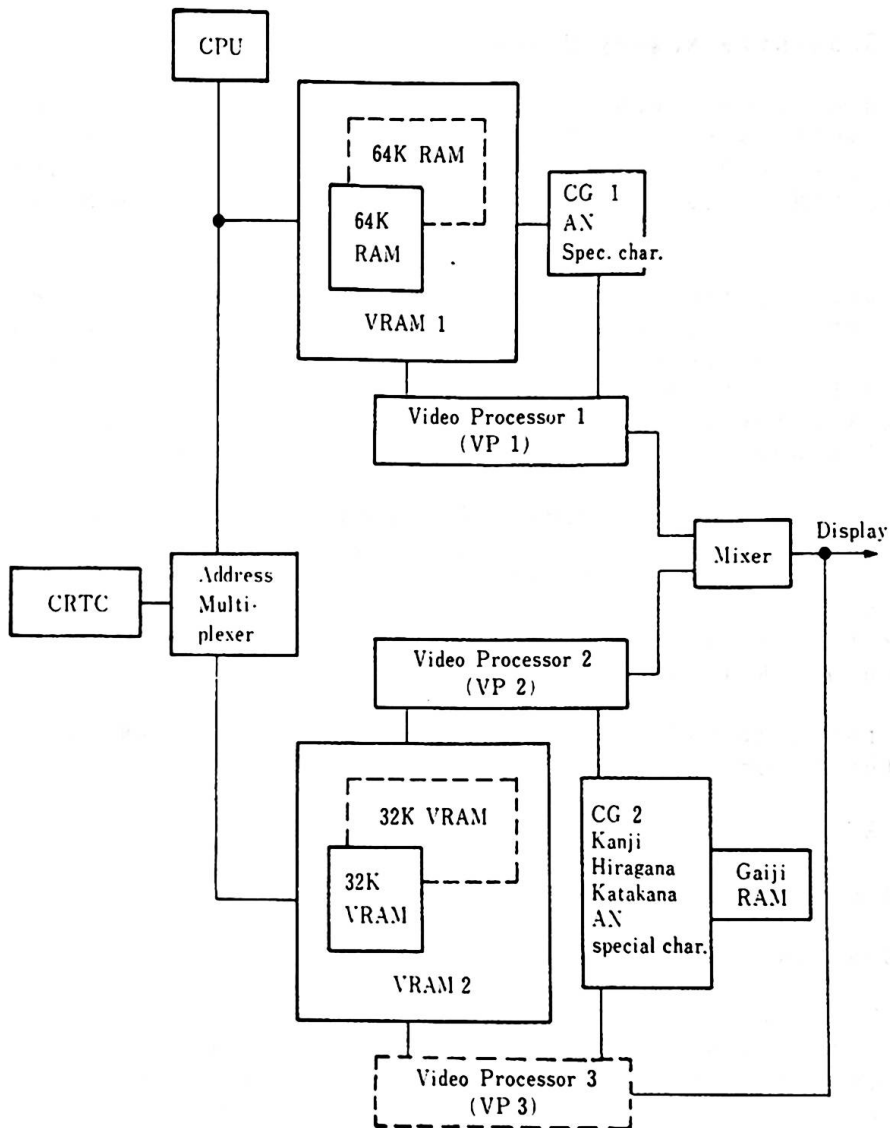 CPU
64K RAM
64K
RAM
VRAM 1
CG 1
AN
Spec. char.
Video Processor 1
(VP 1)
Display
Mixer
CRTC
Address
Multi-
plexer
Video Processor 2
(VP 2)
32K VRAM
32K
VRAM
VRAM 2
CG 2
Kanji
Hiragana
Katakana
AN
special char.
Gaiji
RAM
Video Processor 3
(VP 3)